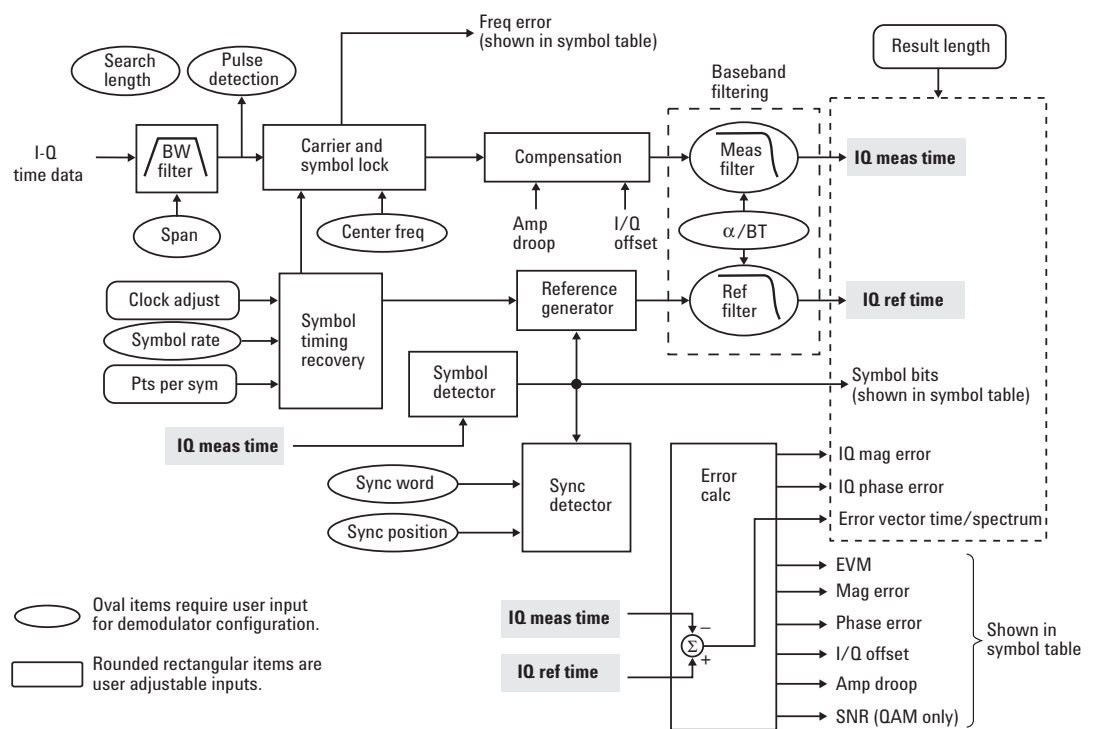 Freq error
(shown in symbol table)
Result length
Search
length
Pulse
detection
Baseband
filtering
I-Q
time data
BW
filter
Carrier and
symbol lock
Compensation
Meas
filter
IQ meas time
Span
Center freq
Amp
droop
I/Q
offset
α/BT
Clock adjust
Symbol rate
Pts per sym
Symbol
timing
recovery
Reference
generator
Ref
filter
IQ ref time
Symbol
detector
Symbol bits
(shown in symbol table)
IQ meas time
Sync word
Sync position
Sync
detector
Error
calc
IQ mag error
IQ phase error
Error vector time/spectrum
EVM
Mag error
Phase error
I/Q offset
Amp droop
SNR (QAM only)
Shown in
symbol table
IQ meas time
IQ ref time
−
Σ
+
Oval items require user input
for demodulator configuration.
Rounded rectangular items are
user adjustable inputs.